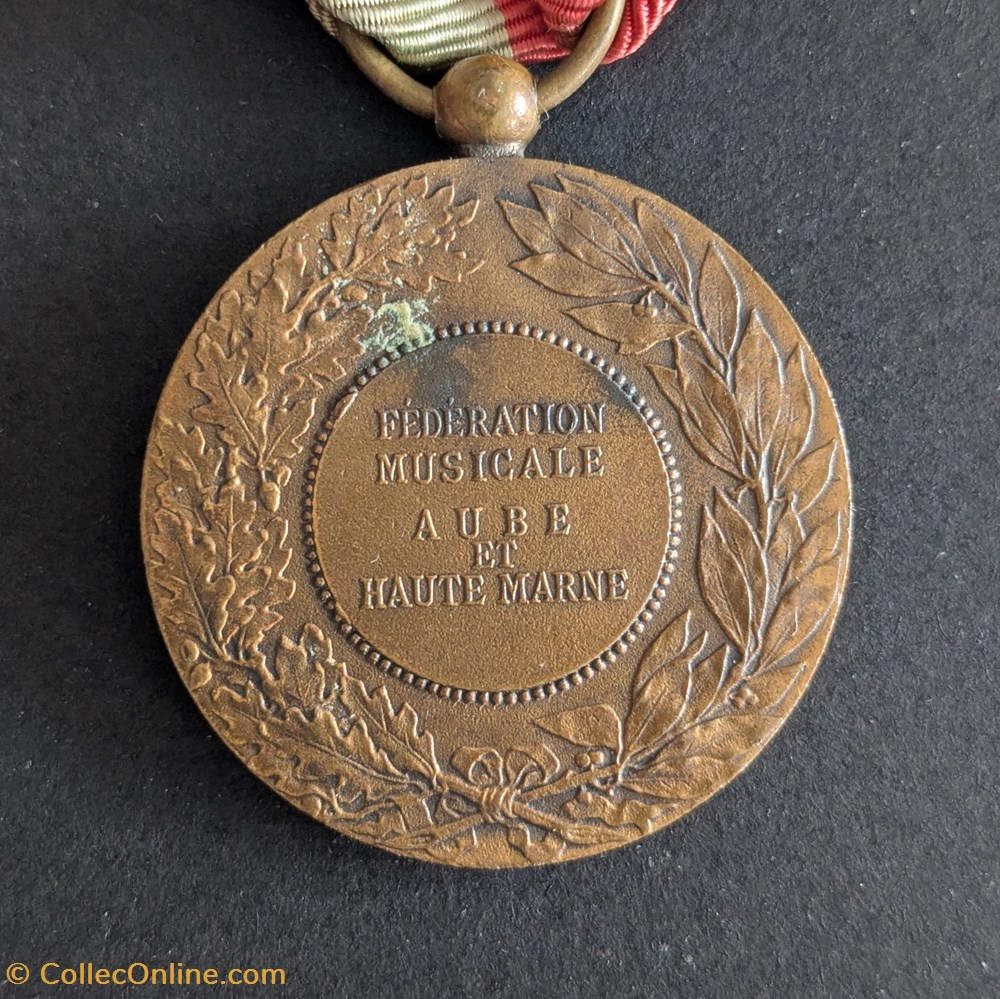 FÉDÉRATION
MUSICALE
AUBE
ET
HAUTE MARNE
© CollecOnline.com